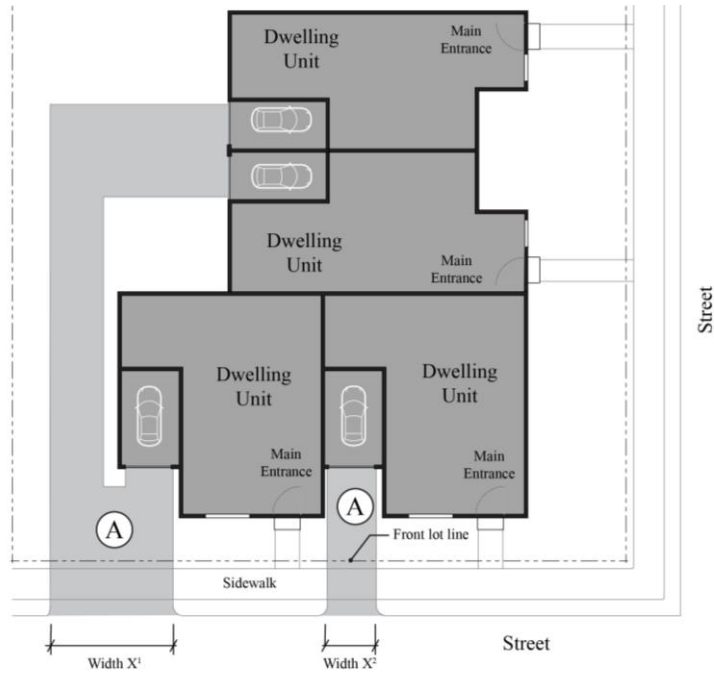 Dwelling
Unit
Main
Entrance
Dwelling
Unit
Main
Entrance
Street
Dwelling
Unit
Dwelling
Unit
Main
Entrance
Main
Entrance
A
A
Front lot line
Sidewalk
Street
Width X¹
Width X²